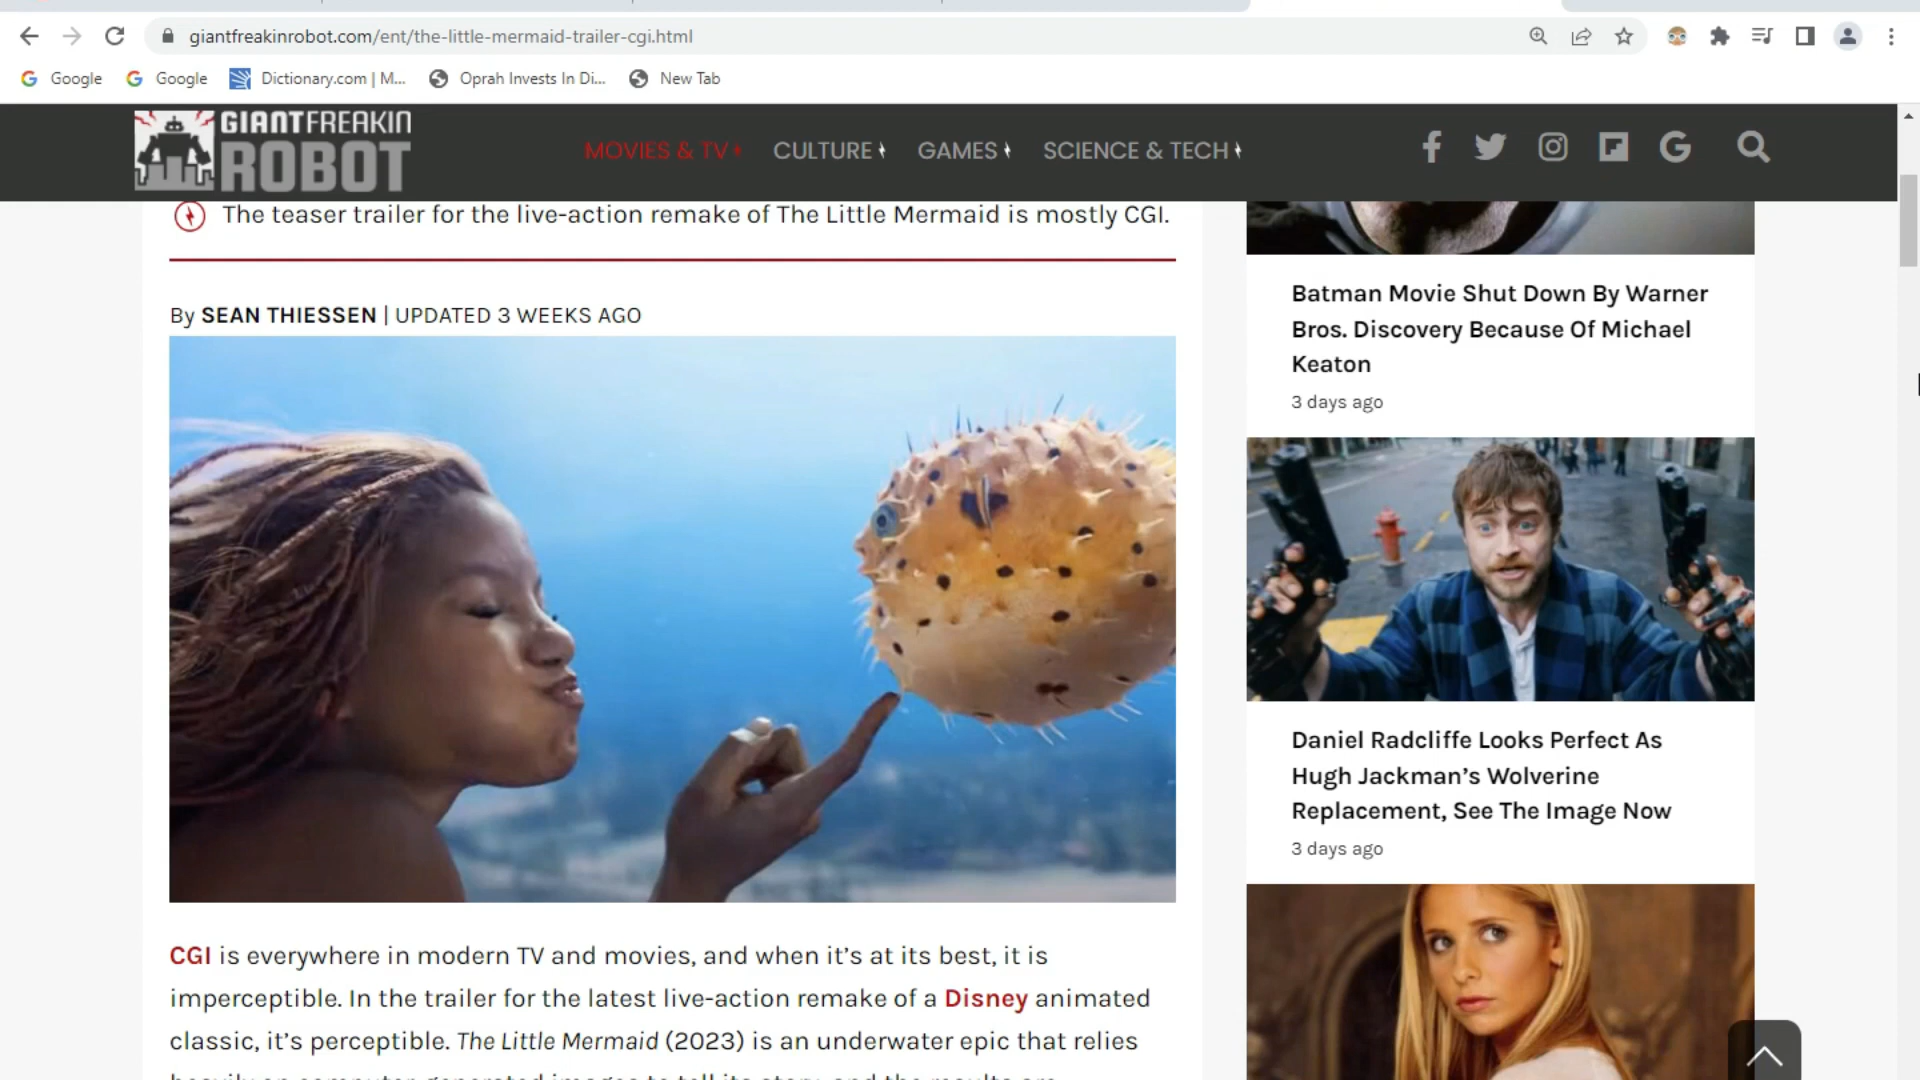 giantfreakinrobot.com/ent/the-little-mermaid-trailer-cgi.html
Google
Google
Dictionary.com | M...
Oprah Invests In Di...
New Tab
GIANTFREAKIN
ROBOT
MOVIES & TV
CULTURE
GAMES
SCIENCE & TECH
The teaser trailer for the live-action remake of The Little Mermaid is mostly CGI.
By SEAN THIESSEN | UPDATED 3 WEEKS AGO
CGI is everywhere in modern TV and movies, and when it's at its best, it is
imperceptible. In the trailer for the latest live-action remake of a Disney animated
classic, it's perceptible. The Little Mermaid (2023) is an underwater epic that relies
Batman Movie Shut Down By Warner
Bros. Discovery Because Of Michael
Keaton
3 days ago
Daniel Radcliffe Looks Perfect As
Hugh Jackman's Wolverine
Replacement, See The Image Now
3 days ago